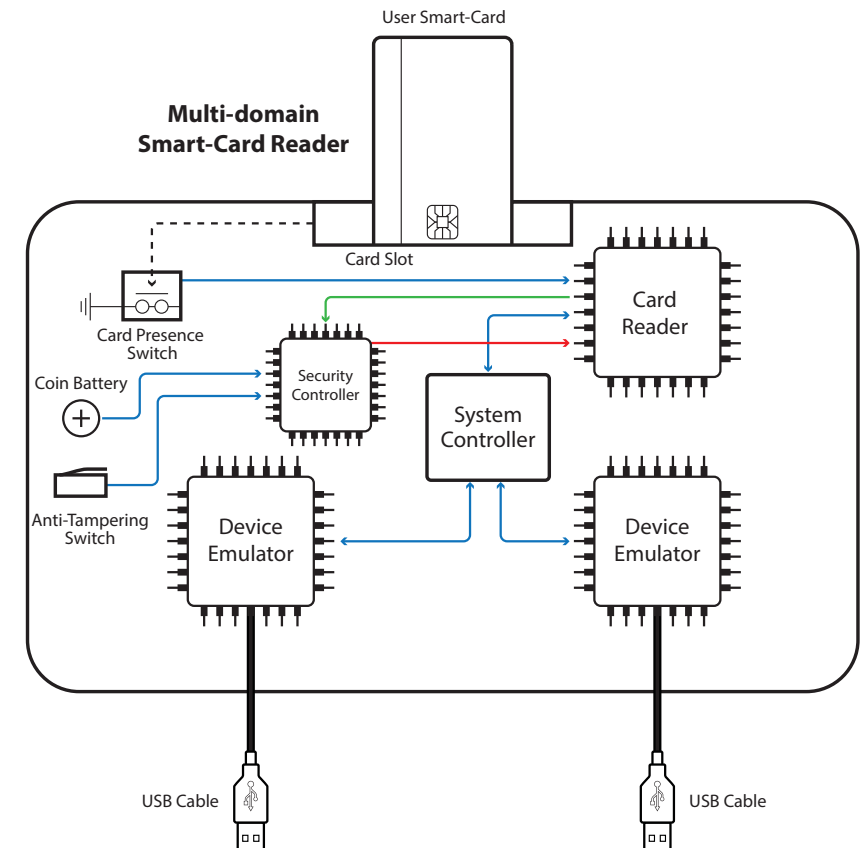 User Smart-Card
Multi-domain
Smart-Card Reader
Card Slot
Card Presence
Switch
Card
Reader
Coin Battery
Security
Controller
System
Controller
Anti-Tampering
Switch
Device
Emulator
Device
Emulator
USB Cable
USB Cable